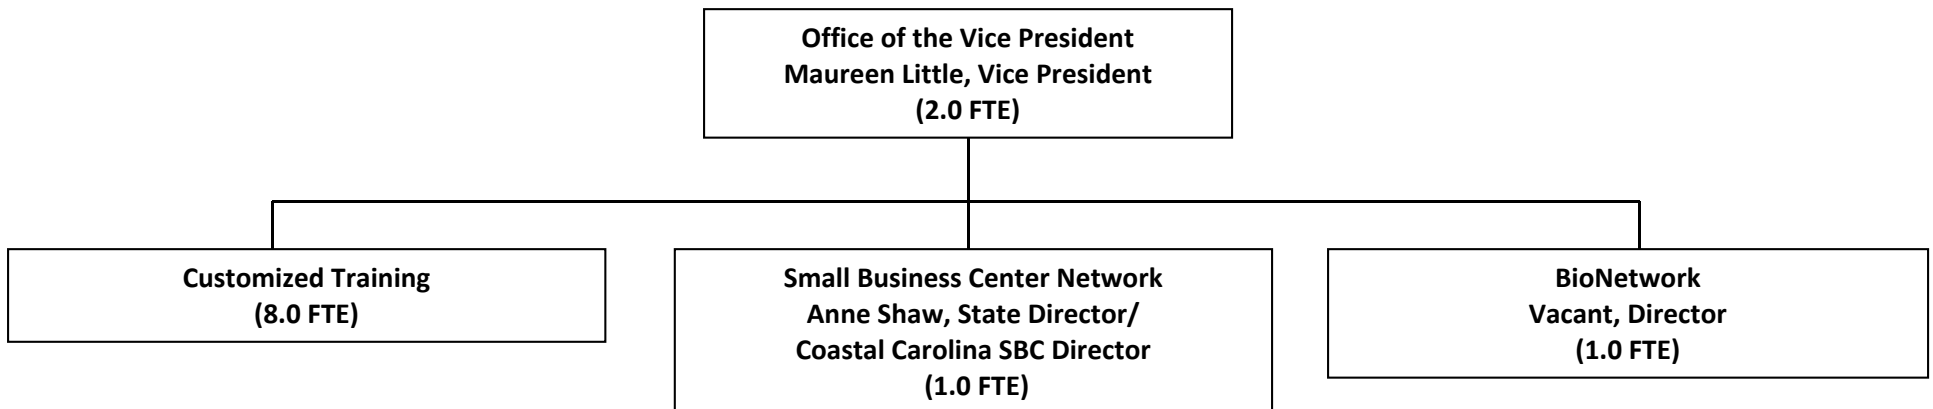 Office of the Vice President
Maureen Little, Vice President
(2.0 FTE)
Customized Training
(8.0 FTE)
Small Business Center Network
Anne Shaw, State Director/
Coastal Carolina SBC Director
(1.0 FTE)
BioNetwork
Vacant, Director
(1.0 FTE)